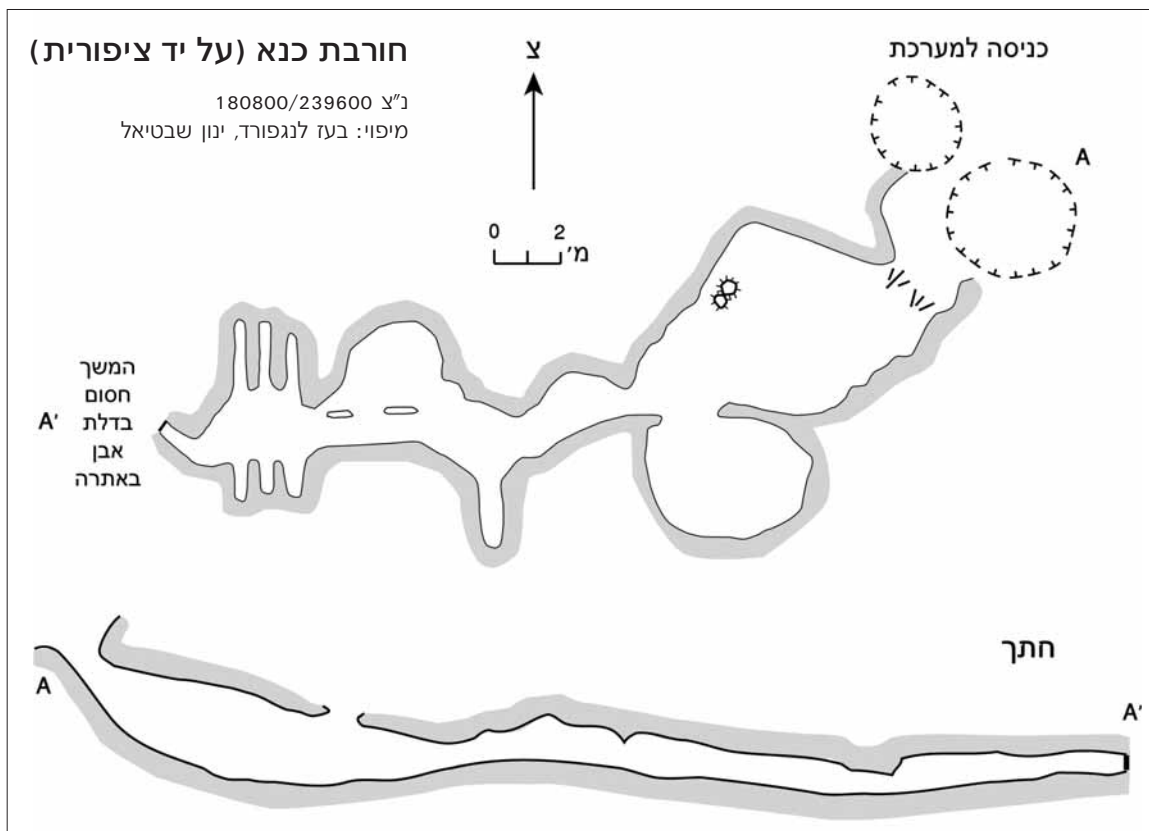 חורבת כנא (על יד ציפורית)
נ"צ 180800/239600
מיפוי: בעז לנגפורד, ינון שבטיאל
צ
כניסה למערכת
A
0 2
מ'
המשך
חסום
בדלת
אבן
באתרה
A'
חתך
A
A'